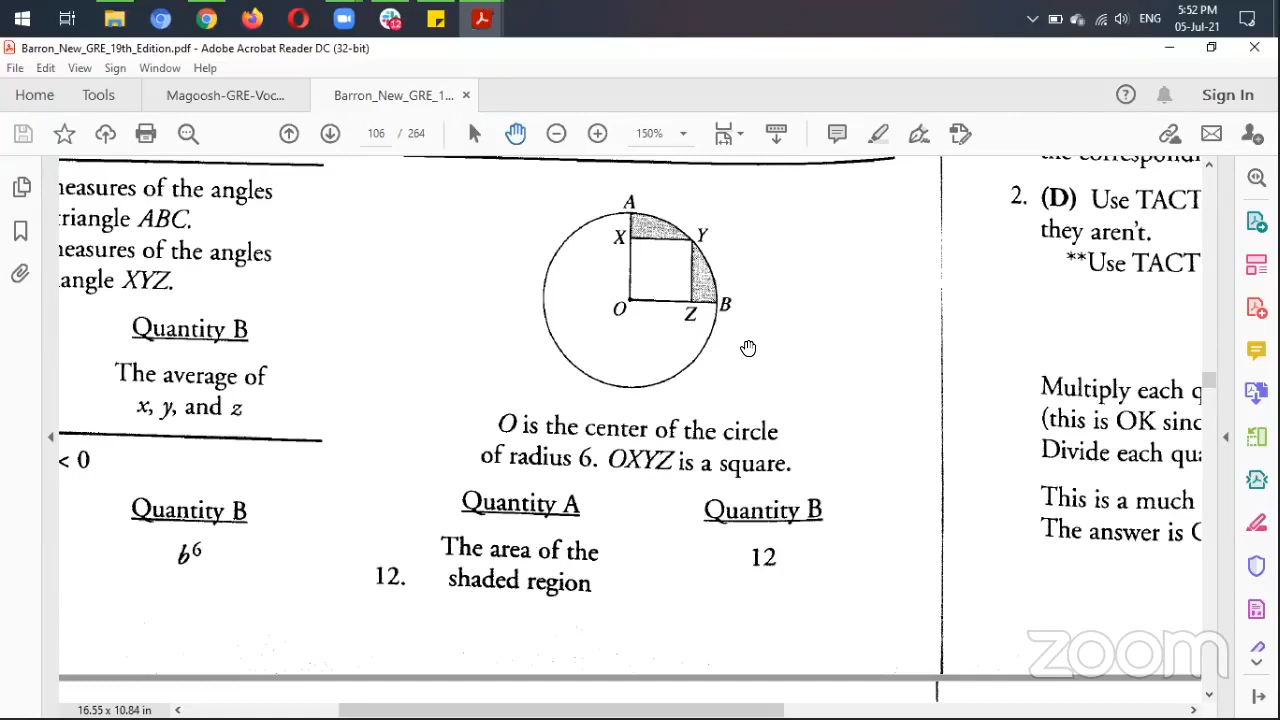 5:52 PM
ENG
05-Jul-21
12
Barron_New_GRE_19th_Edition.pdf - Adobe Acrobat Reader DC (32-bit)
File Edit View Sign Window Help
Home Tools Magoosh-GRE-Voc... Barron_New_GRE_1... × Sign In
106 / 264 150%
neasures of the angles
triangle ABC.
neasures of the angles
iangle XYZ.
Quantity B
The average of
x, y, and z
< 0
Quantity B
b⁶
A
X
Y
O
Z
B
O is the center of the circle
of radius 6. OXYZ is a square.
Quantity A Quantity B
The area of the
shaded region
12
12.
2. (D) Use TACT
they aren't.
**Use TACT
Multiply each q
(this is OK sinc
Divide each qua
This is a much
The answer is C
zoom
16.55 x 10.84 in